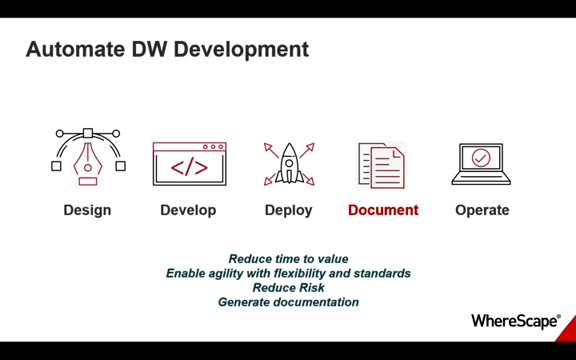 Automate DW Development
</>
Design Develop Deploy Document Operate
Reduce time to value
Enable agility with flexibility and standards
Reduce Risk
Generate documentation
WhereScape®